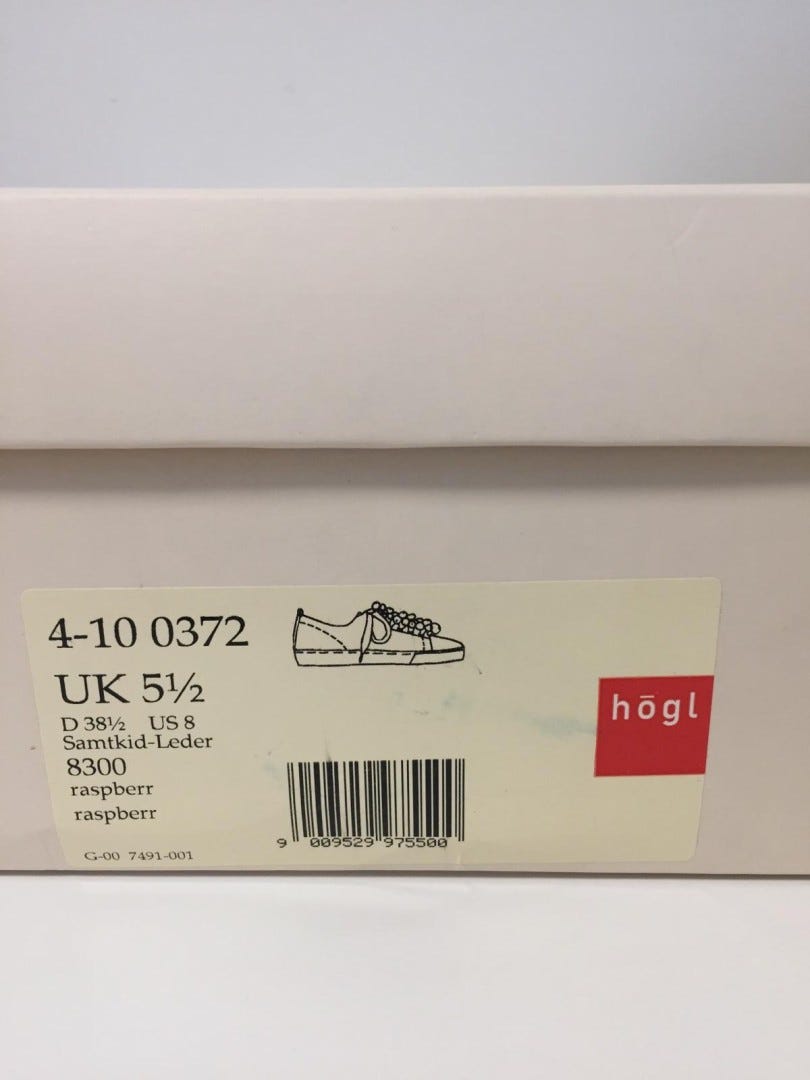 4-10 0372
UK 5½
D 38½ US 8
Samtkid-Leder
8300
raspberr
raspberr
G-00 7491-001
9 009529 975500
hōgl